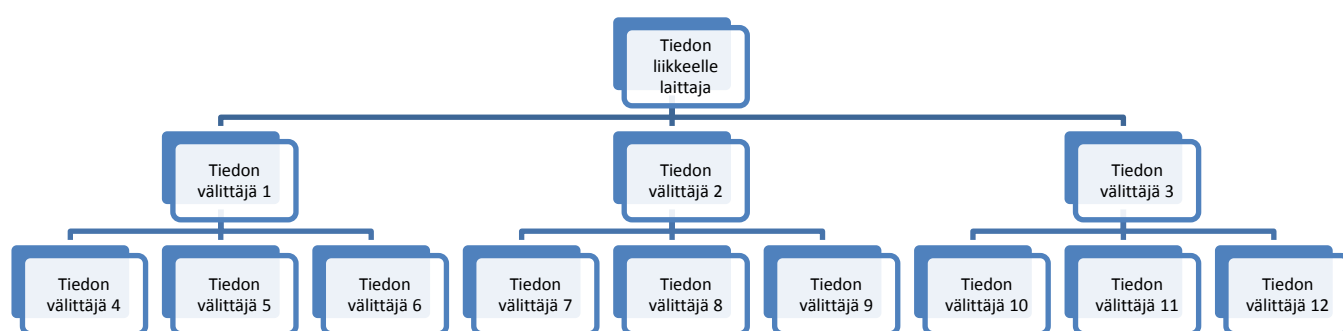 Tiedon
liikkeelle
laittaja
Tiedon
välittäjä 1
Tiedon
välittäjä 2
Tiedon
välittäjä 3
Tiedon
välittäjä 4
Tiedon
välittäjä 5
Tiedon
välittäjä 6
Tiedon
välittäjä 7
Tiedon
välittäjä 8
Tiedon
välittäjä 9
Tiedon
välittäjä 10
Tiedon
välittäjä 11
Tiedon
välittäjä 12